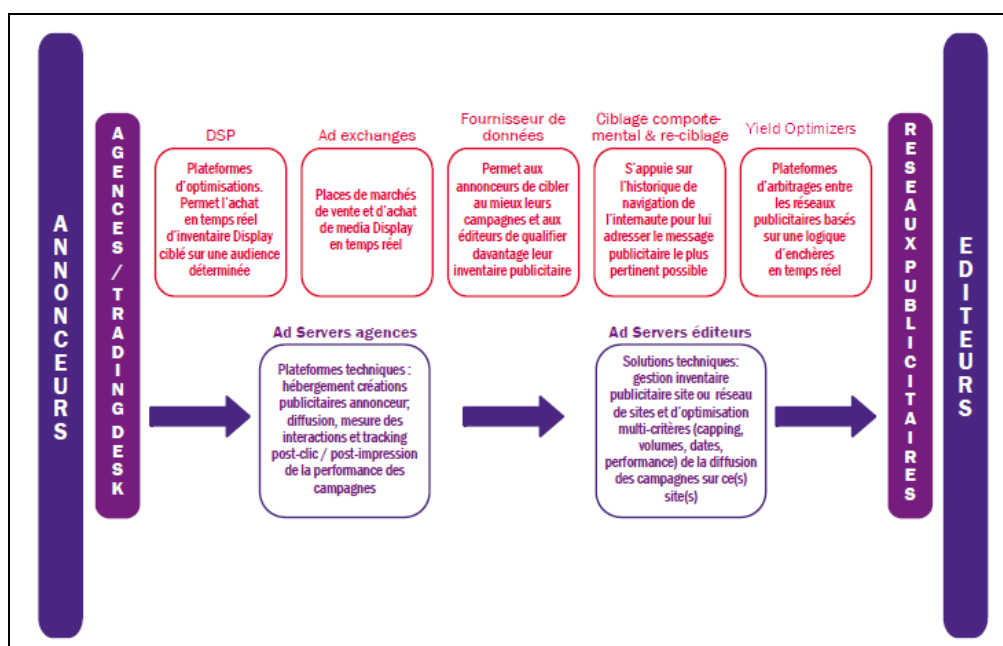 ANNONCEURS
AGENCES / TRADING DESK
DSP
Plateformes
d'optimisations.
Permet l'achat
en temps réel
d'inventaire Display
ciblé sur une audience
déterminée
Ad exchanges
Places de marchés
de vente et d'achat
de media Display
en temps réel
Fournisseur de
données
Permet aux
annonceurs de cibler
au mieux leurs
campagnes et aux
éditeurs de qualifier
davantage leur
inventaire publicitaire
Ciblage comporte-
mental & re-ciblage
S'appuie sur
l'historique de
navigation de
l'internaute pour lui
adresser le message
publicitaire le plus
pertinent possible
Yield Optimizers
Plateformes
d'arbitrages entre
les réseaux
publicitaires basés
sur une logique
d'enchères
en temps réel
Ad Servers agences
Plateformes techniques :
hébergement créations
publicitaires annonceur;
diffusion, mesure des
interactions et tracking
post-clic / post-impression
de la performance des
campagnes
Ad Servers éditeurs
Solutions techniques:
gestion inventaire
publicitaire site ou réseau
de sites et d'optimisation
multi-critères (capping,
volumes, dates,
performance) de la diffusion
des campagnes sur ce(s)
site(s)
RESEAUX PUBLICITAIRES
EDITEURS